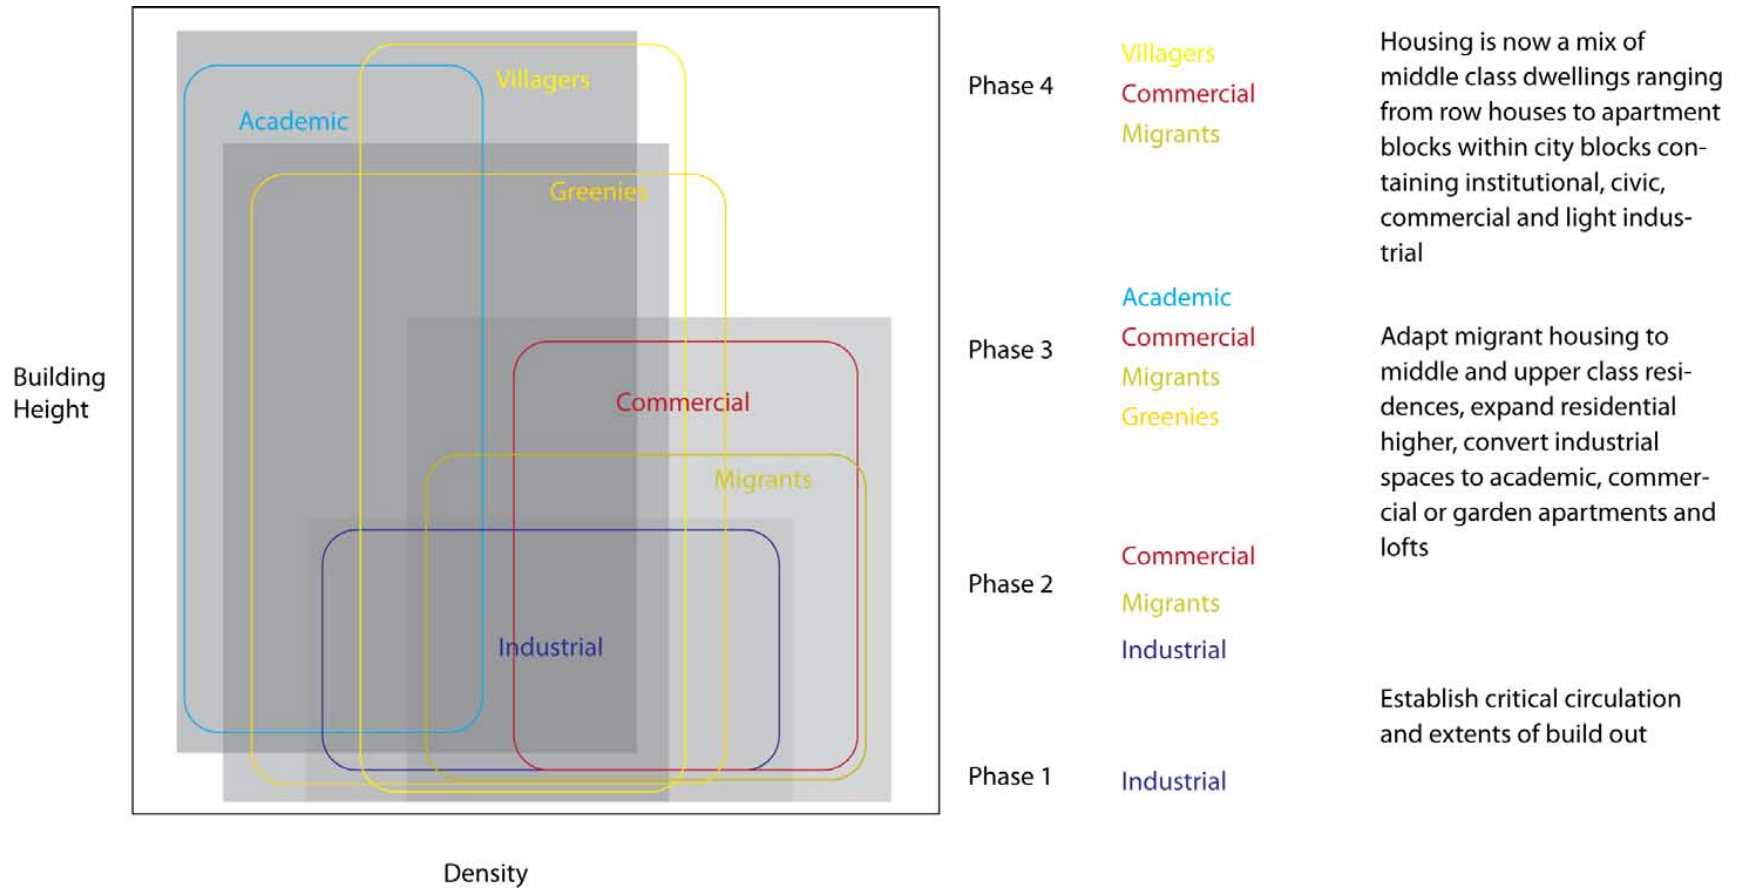 Villagers
Academic
Greenies
Commercial
Migrants
Industrial
Building
Height
Density
Phase 4
Villagers
Commercial
Migrants
Housing is now a mix of
middle class dwellings ranging
from row houses to apartment
blocks within city blocks con-
taining institutional, civic,
commercial and light indus-
trial
Phase 3
Academic
Commercial
Migrants
Greenies
Adapt migrant housing to
middle and upper class resi-
dences, expand residential
higher, convert industrial
spaces to academic, commer-
cial or garden apartments and
lofts
Phase 2
Commercial
Migrants
Industrial
Establish critical circulation
and extents of build out
Phase 1
Industrial